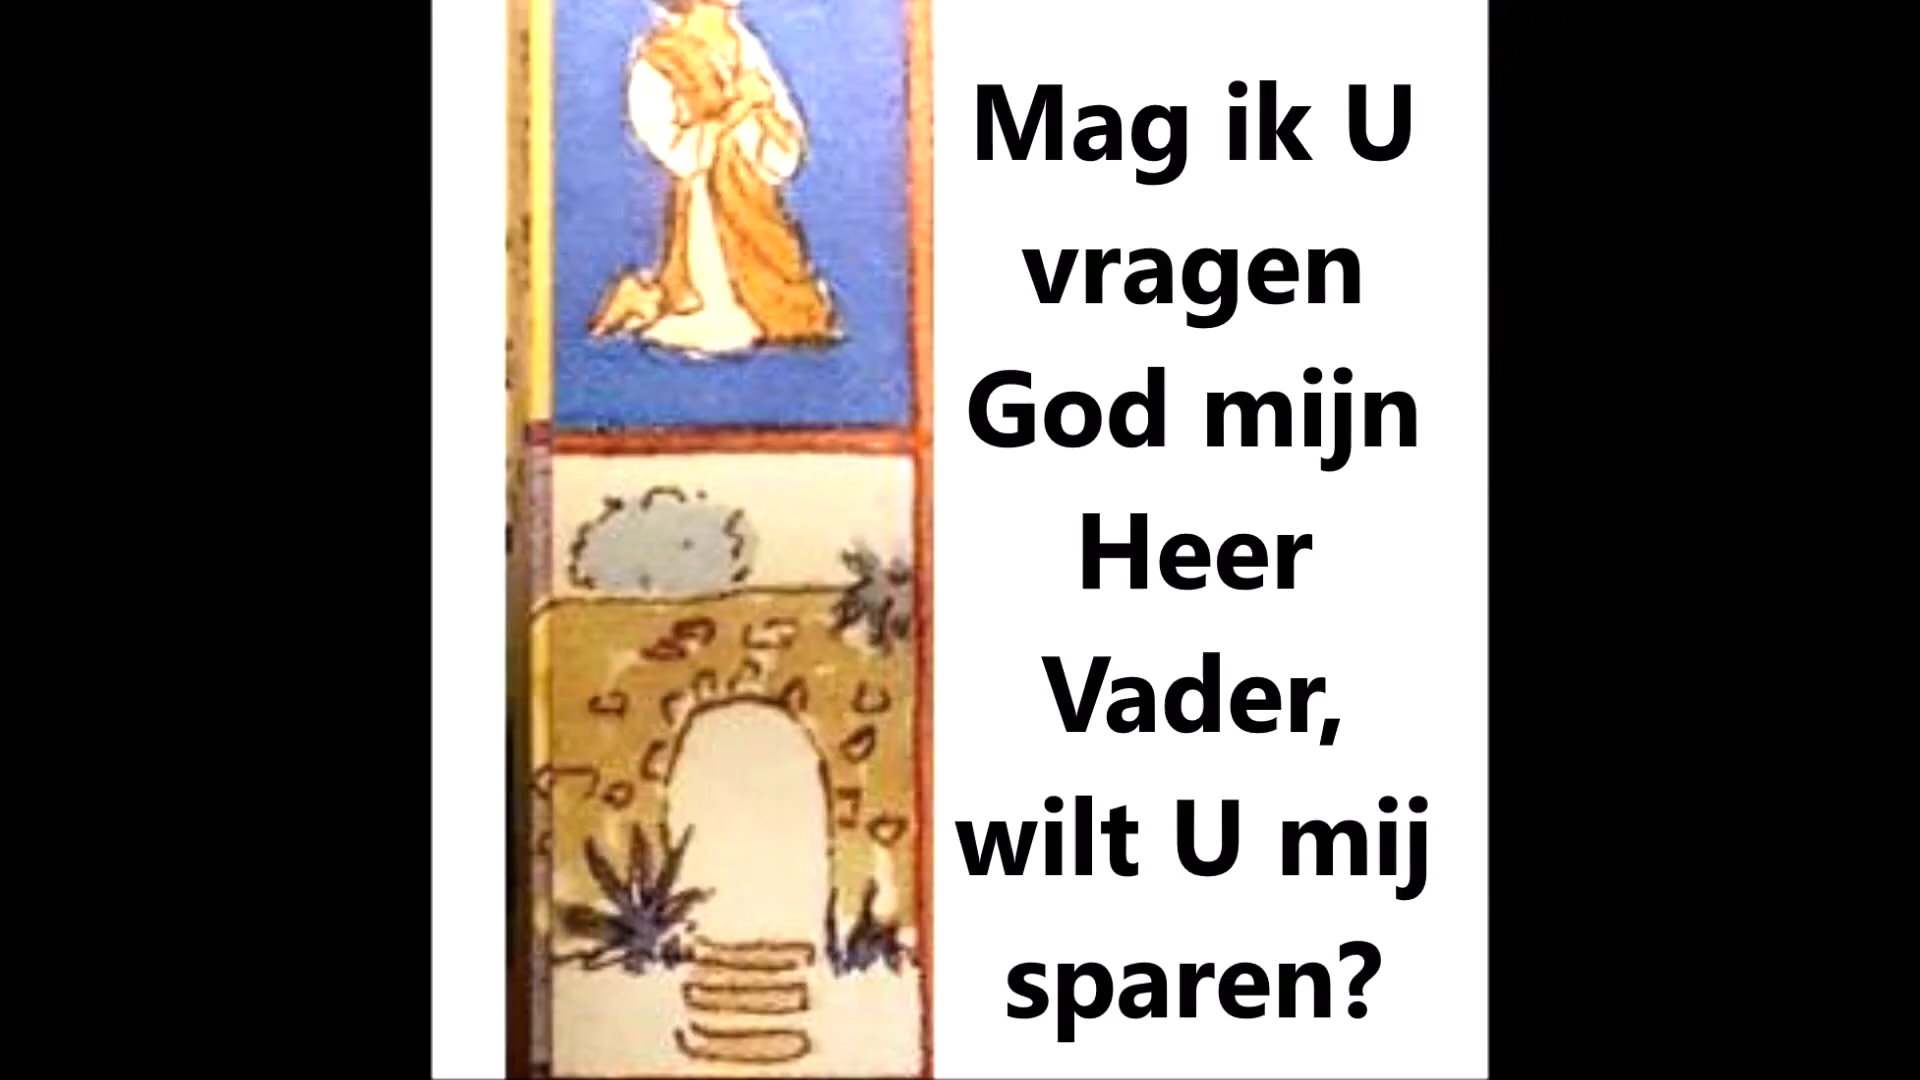 Mag ik U
vragen
God mijn
Heer
Vader,
wilt U mij
sparen?